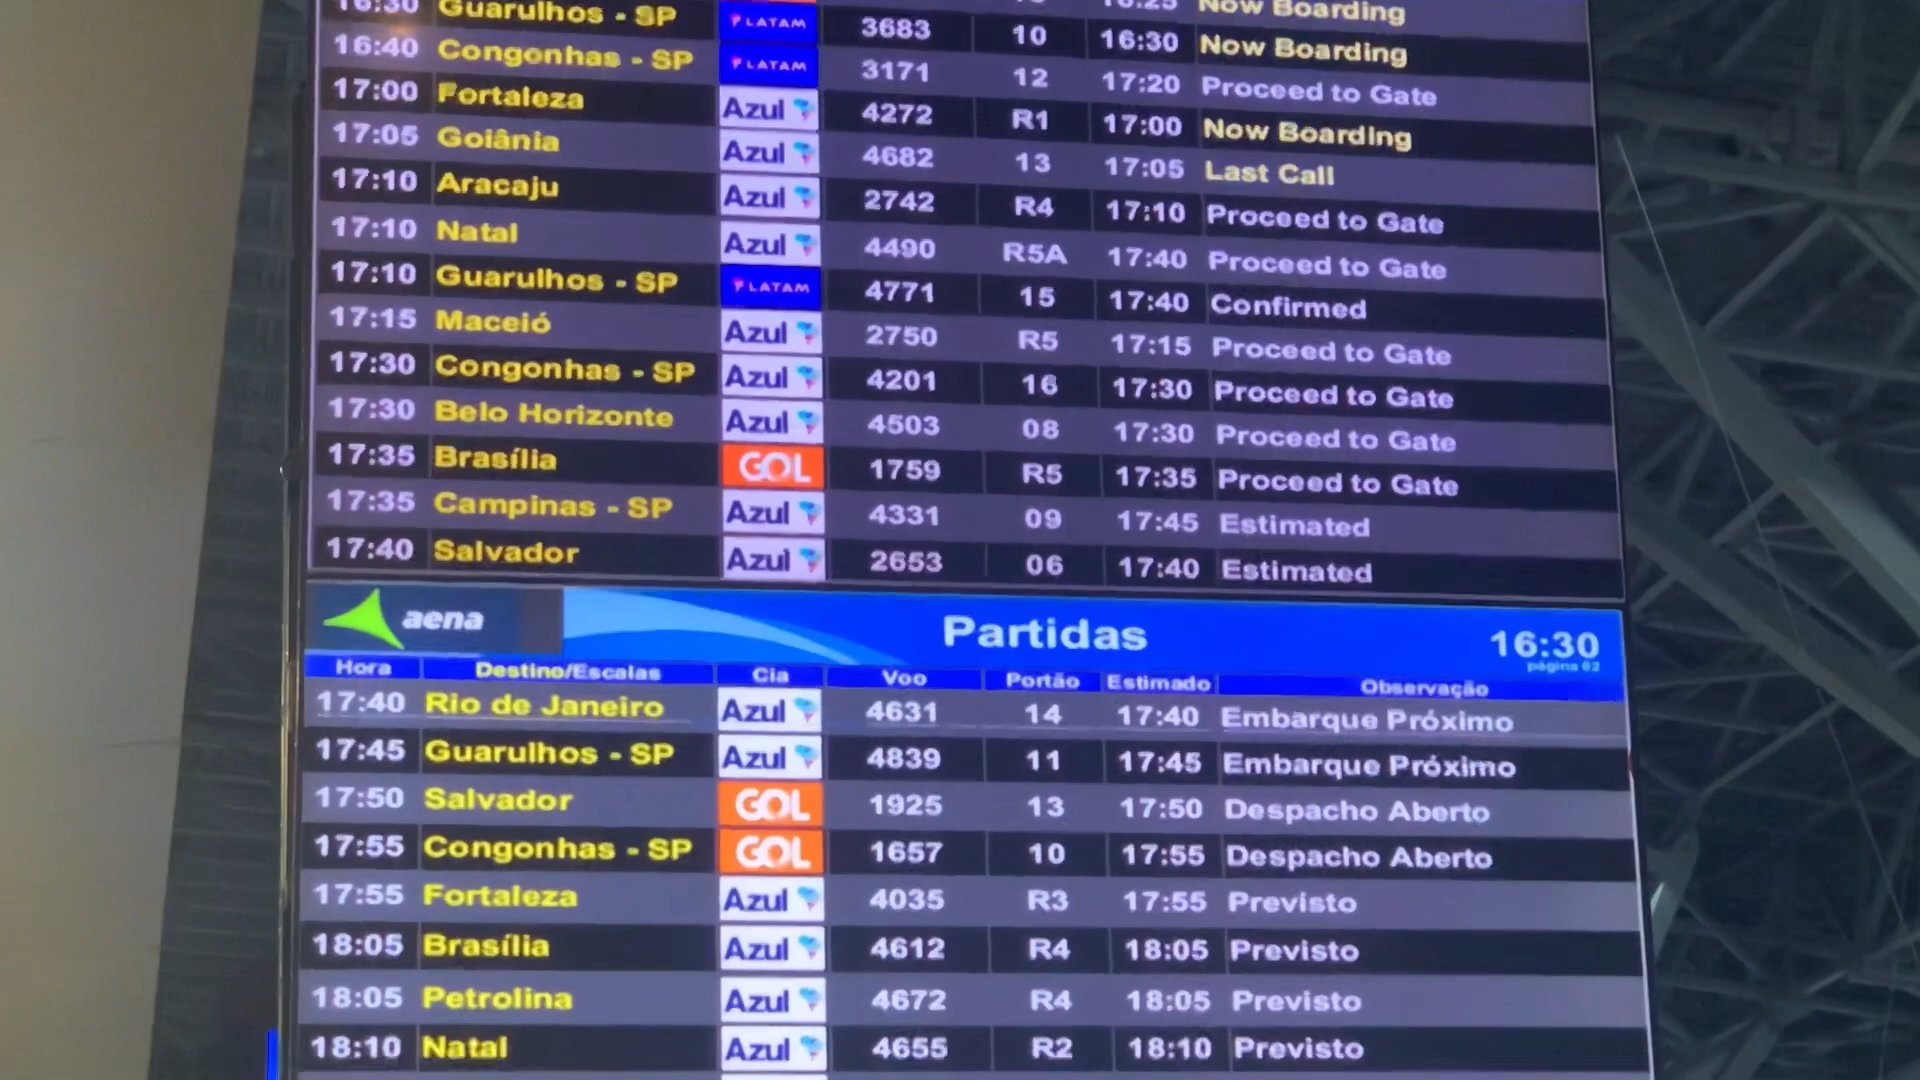 Now Boarding
16:30 Guarulhos - SP LATAM 3683 10 16:30 Now Boarding
16:40 Congonhas - SP LATAM 3171 12 17:20 Proceed to Gate
17:00 Fortaleza Azul 4272 R1 17:00 Now Boarding
17:05 Goiânia Azul 4682 13 17:05 Last Call
17:10 Aracaju Azul 2742 R4 17:10 Proceed to Gate
17:10 Natal Azul 4490 R5A 17:40 Proceed to Gate
17:10 Guarulhos - SP LATAM 4771 15 17:40 Confirmed
17:15 Maceió Azul 2750 R5 17:15 Proceed to Gate
17:30 Congonhas - SP Azul 4201 16 17:30 Proceed to Gate
17:30 Belo Horizonte Azul 4503 08 17:30 Proceed to Gate
17:35 Brasília GOL 1759 R5 17:35 Proceed to Gate
17:35 Campinas - SP Azul 4331 09 17:45 Estimated
17:40 Salvador Azul 2653 06 17:40 Estimated
aena Partidas 16:30
página 02
Hora Destino/Escalas Cia Voo Portão Estimado Observação
17:40 Rio de Janeiro Azul 4631 14 17:40 Embarque Próximo
17:45 Guarulhos - SP Azul 4839 11 17:45 Embarque Próximo
17:50 Salvador GOL 1925 13 17:50 Despacho Aberto
17:55 Congonhas - SP GOL 1657 10 17:55 Despacho Aberto
17:55 Fortaleza Azul 4035 R3 17:55 Previsto
18:05 Brasília Azul 4612 R4 18:05 Previsto
18:05 Petrolina Azul 4672 R4 18:05 Previsto
18:10 Natal Azul 4655 R2 18:10 Previsto